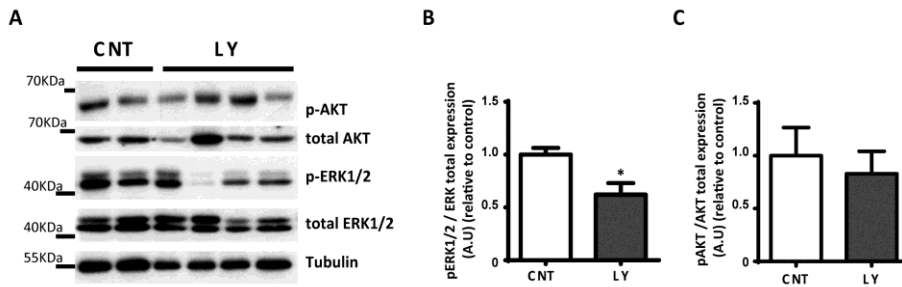 A
B
C
CNT
LY
70KDa
p-AKT
70KDa
total AKT
p-ERK1/2
40KDa
total ERK1/2
40KDa
55KDa
Tubulin
pERK1/2 / ERK total expression
(A.U) (relative to control)
1.5
1.0
0.5
0
*
CNT
LY
pAKT /AKT total expression
(A.U) (relative to control)
1.5
1.0
0.5
0
CNT
LY